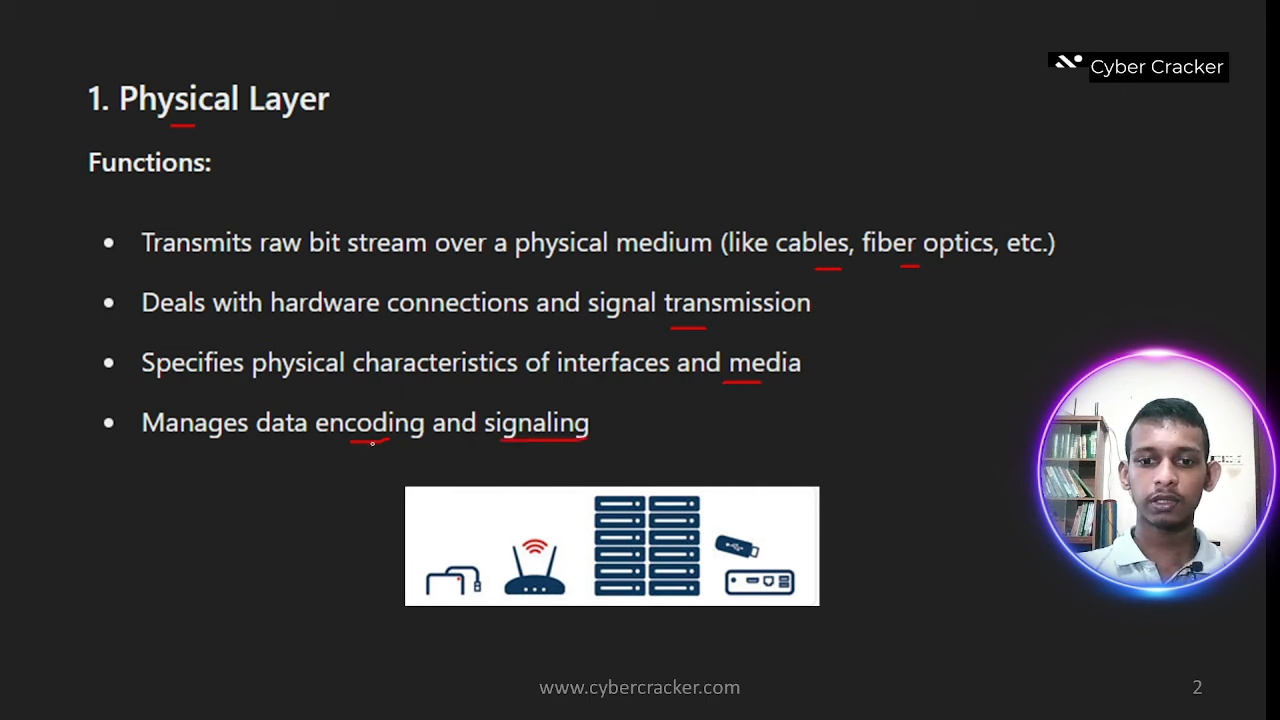 Cyber Cracker
1. Physical Layer
Functions:
• Transmits raw bit stream over a physical medium (like cables, fiber optics, etc.)
• Deals with hardware connections and signal transmission
• Specifies physical characteristics of interfaces and media
• Manages data encoding and signaling
www.cybercracker.com
2